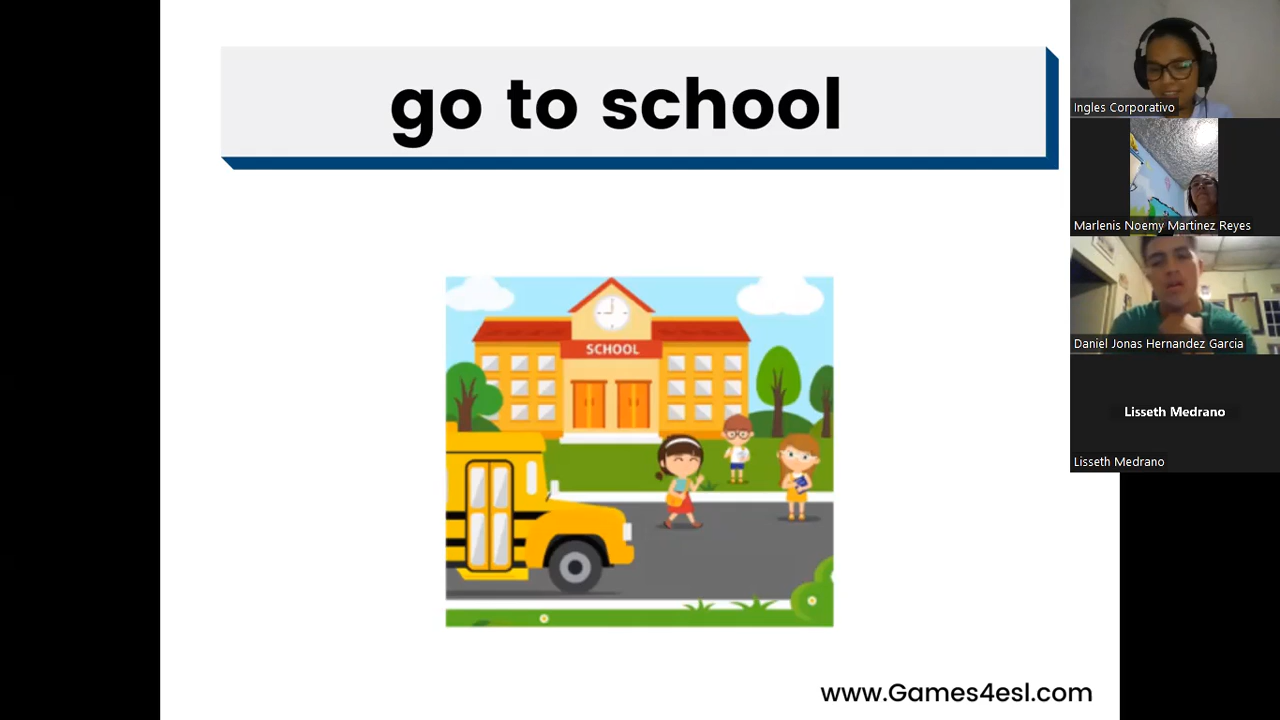 go to school
SCHOOL
www.Games4esl.com
Ingles Corporativo
Marlenis Noemy Martinez Reyes
Daniel Jonas Hernandez Garcia
Lisseth Medrano
Lisseth Medrano